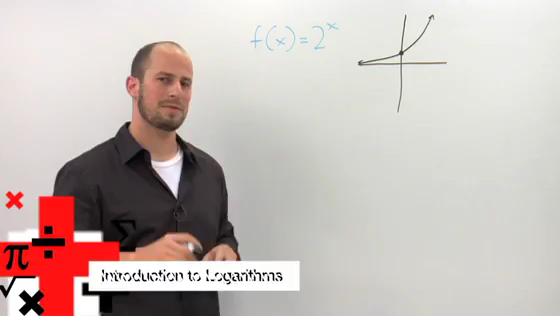 f(x) = 2^x
π ÷ Σ
√x
Introduction to Logarithms